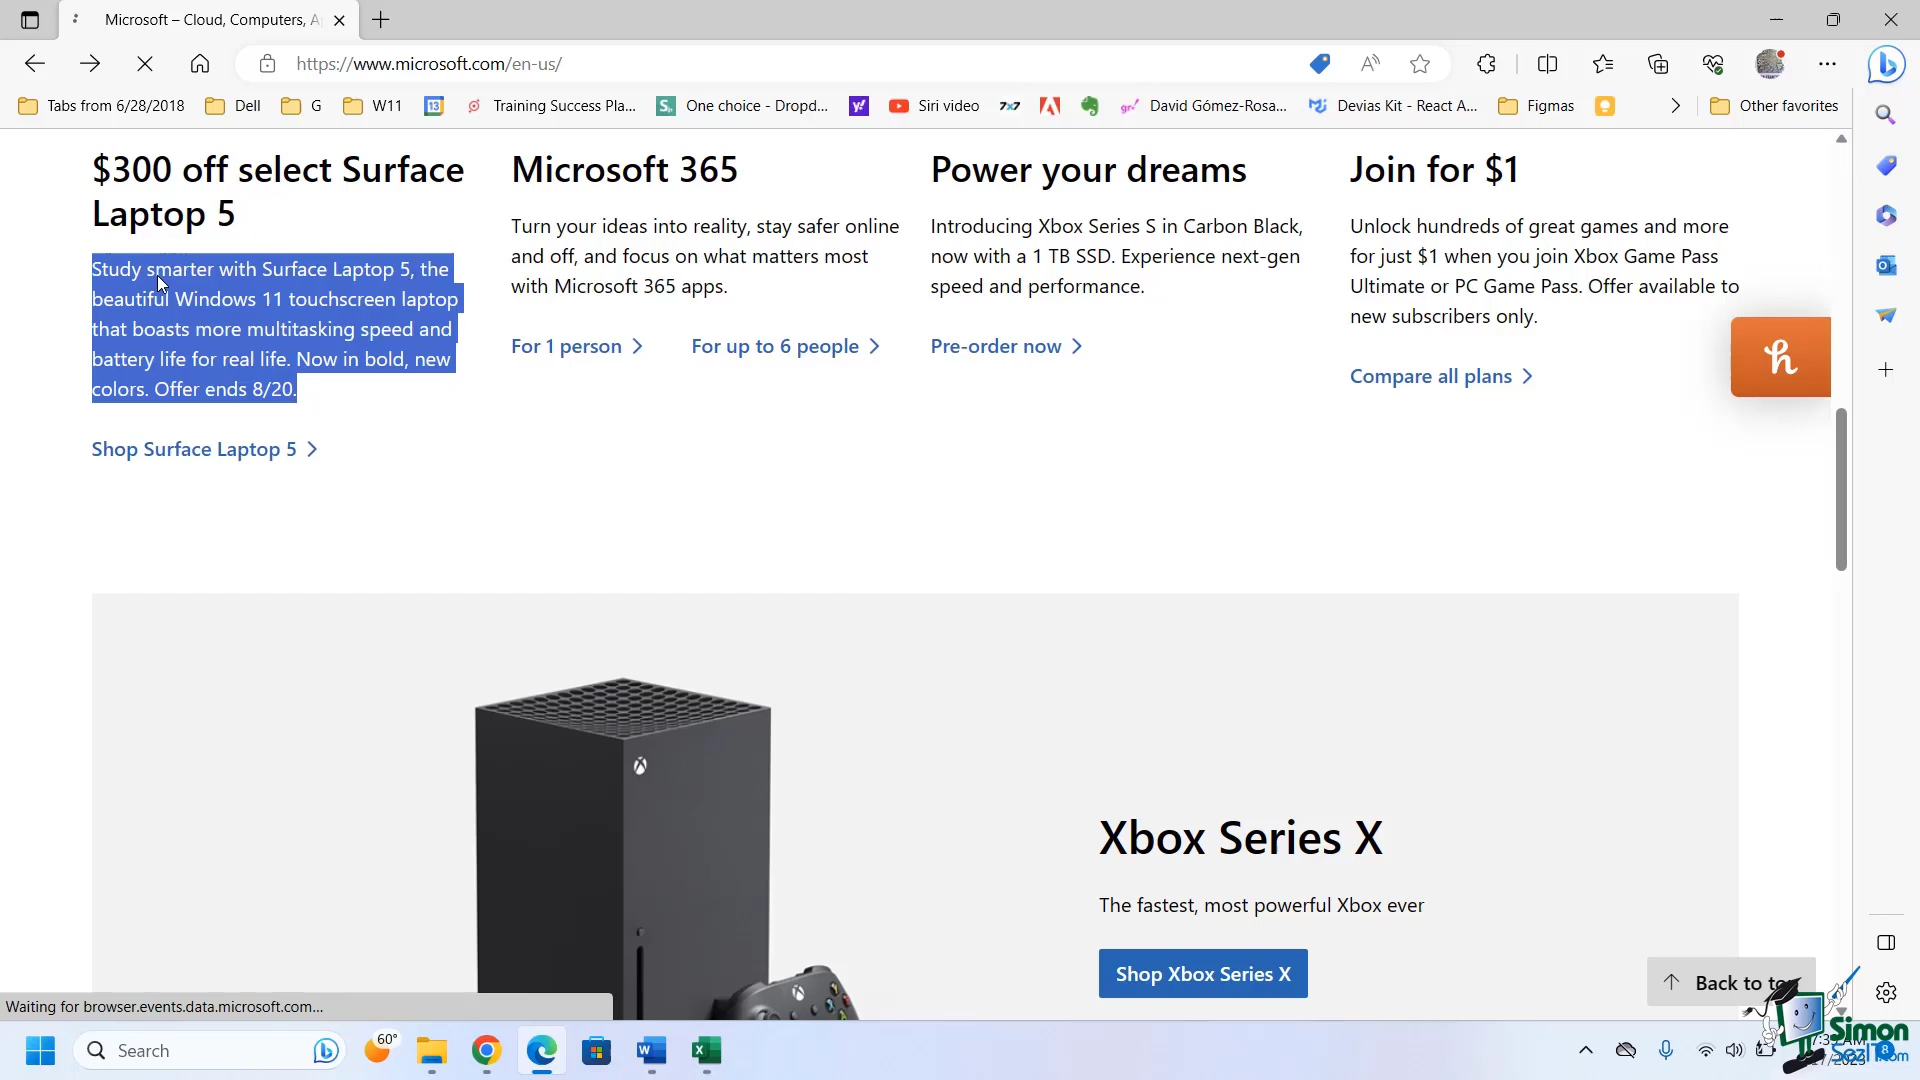 Microsoft – Cloud, Computers, A
https://www.microsoft.com/en-us/
Tabs from 6/28/2018
Dell
G
W11
13
Training Success Pla...
One choice - Dropd...
Siri video
7x7
gr
David Gómez-Rosa...
Devias Kit - React A...
Figmas
Other favorites
$300 off select Surface
Laptop 5
Study smarter with Surface Laptop 5, the
beautiful Windows 11 touchscreen laptop
that boasts more multitasking speed and
battery life for real life. Now in bold, new
colors. Offer ends 8/20.
Shop Surface Laptop 5
Microsoft 365
Turn your ideas into reality, stay safer online
and off, and focus on what matters most
with Microsoft 365 apps.
For 1 person
For up to 6 people
Power your dreams
Introducing Xbox Series S in Carbon Black,
now with a 1 TB SSD. Experience next-gen
speed and performance.
Pre-order now
Join for $1
Unlock hundreds of great games and more
for just $1 when you join Xbox Game Pass
Ultimate or PC Game Pass. Offer available to
new subscribers only.
Compare all plans
h
Xbox Series X
The fastest, most powerful Xbox ever
Shop Xbox Series X
Back to to
Waiting for browser.events.data.microsoft.com...
Search
60°
Simon
SezIT.com
8